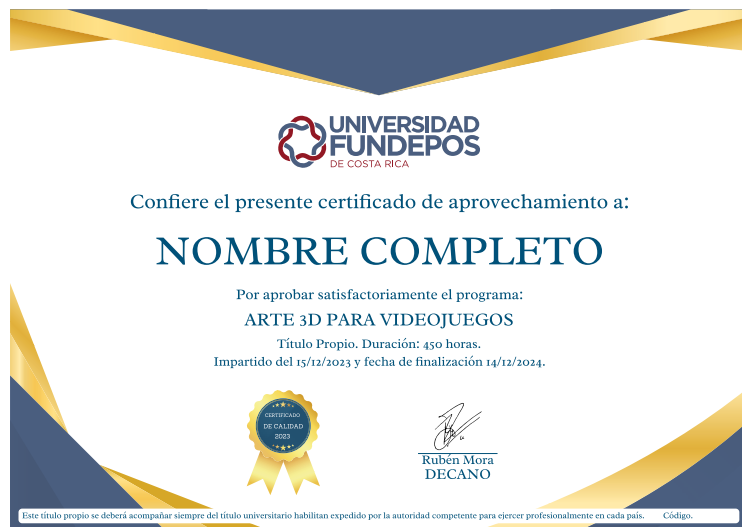 UNIVERSIDAD
FUNDEPOS
DE COSTA RICA
Confiere el presente certificado de aprovechamiento a:
NOMBRE COMPLETO
Por aprobar satisfactoriamente el programa:
ARTE 3D PARA VIDEOJUEGOS
Título Propio. Duración: 450 horas.
Impartido del 15/12/2023 y fecha de finalización 14/12/2024.
CERTIFICADO
DE CALIDAD
2023
Rubén Mora
DECANO
Este título propio se deberá acompañar siempre del título universitario habilitan expedido por la autoridad competente para ejercer profesionalmente en cada país. Código.